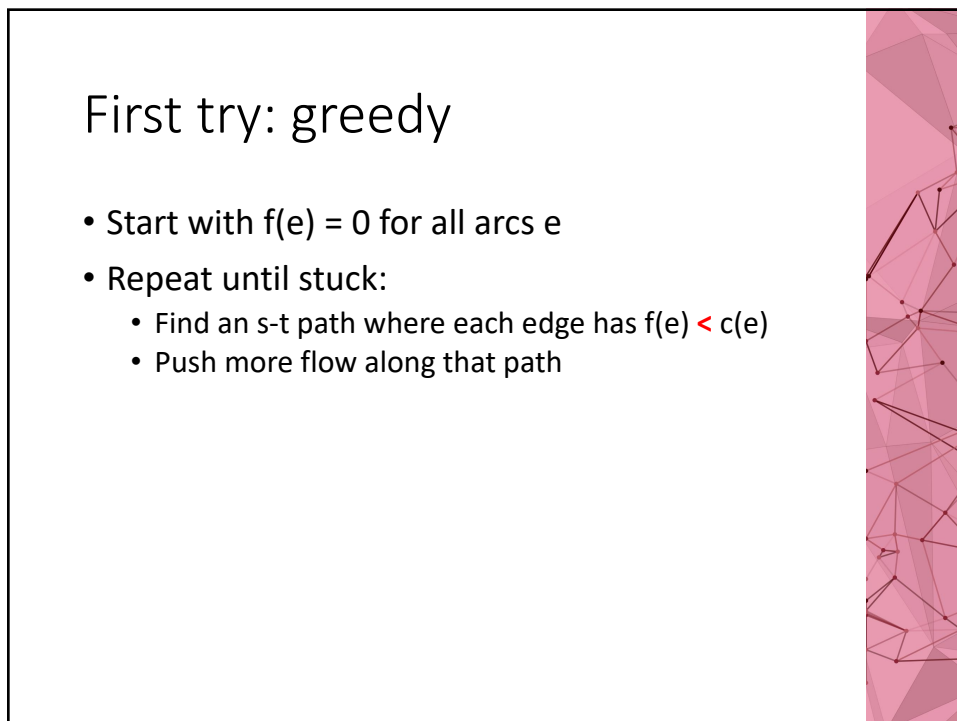 First try: greedy
• Start with f(e) = 0 for all arcs e
• Repeat until stuck:
• Find an s-t path where each edge has f(e) < c(e)
• Push more flow along that path